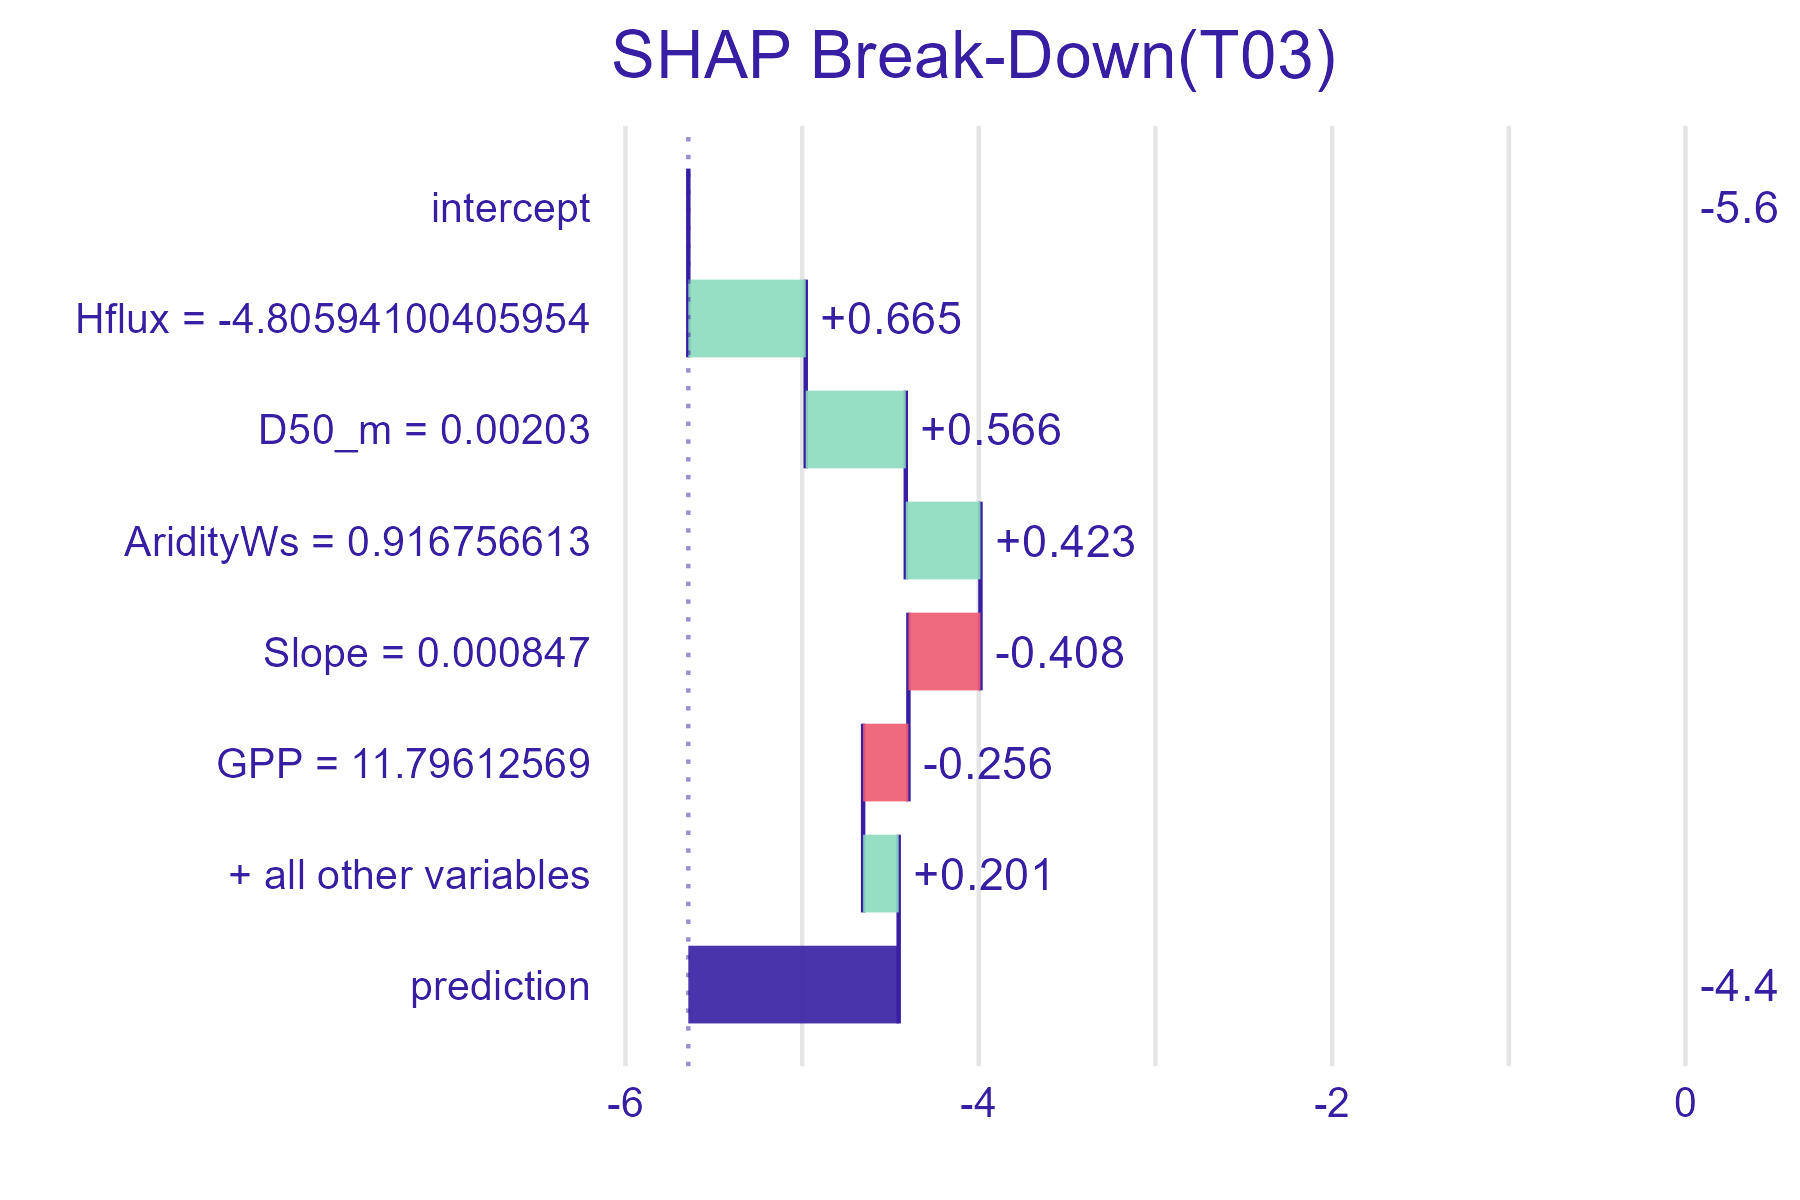 SHAP Break-Down(T03)
intercept -5.6
Hflux = -4.80594100405954 +0.665
D50_m = 0.00203 +0.566
AridityWs = 0.916756613 +0.423
Slope = 0.000847 -0.408
GPP = 11.79612569 -0.256
+ all other variables +0.201
prediction -4.4
-6 -4 -2 0